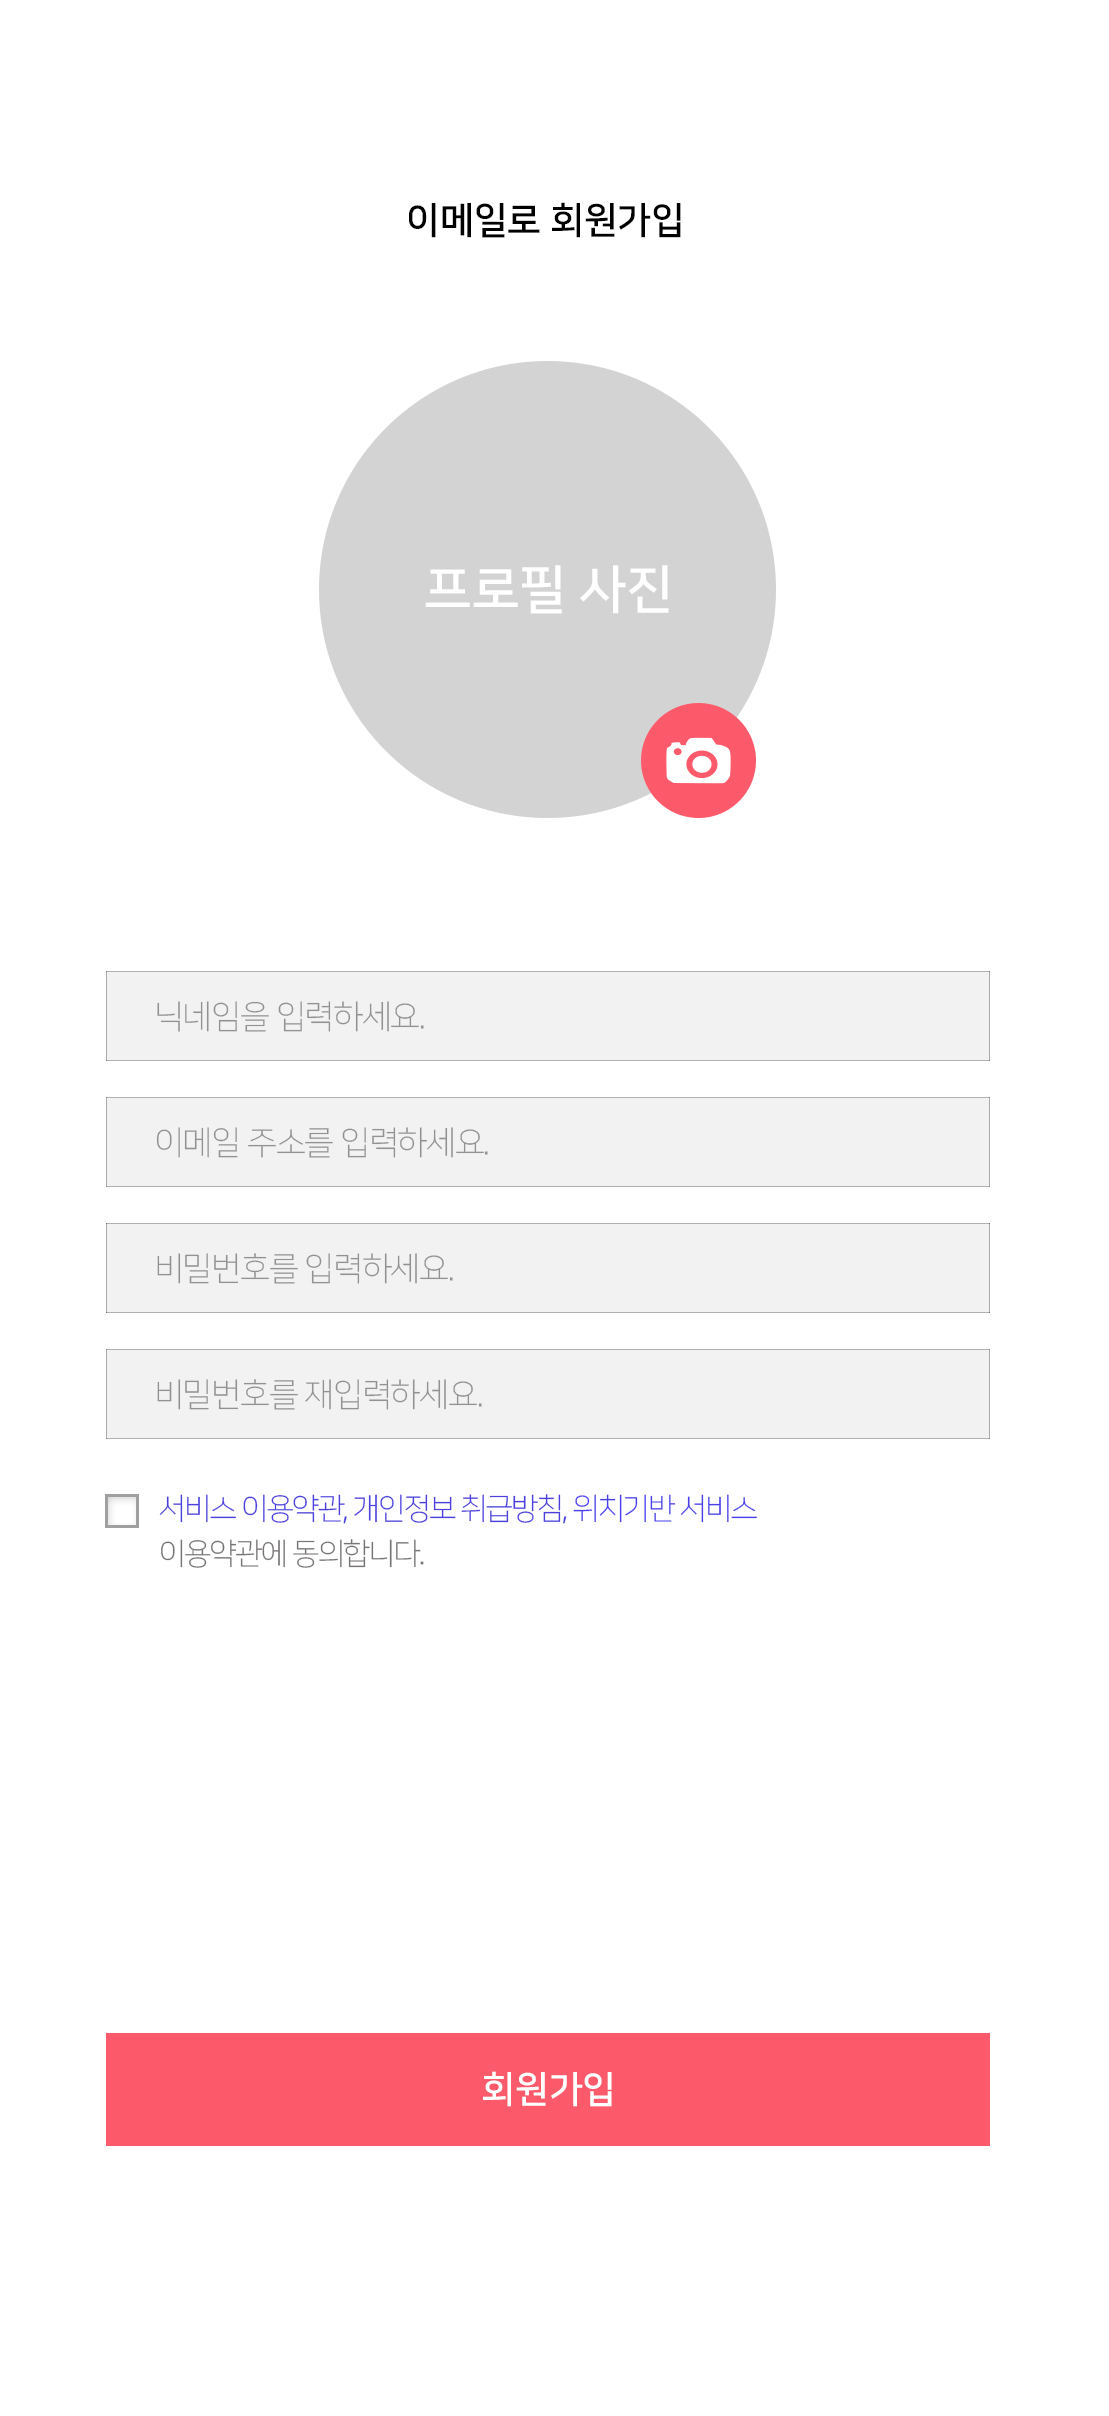 이메일로 회원가입
프로필 사진
닉네임을 입력하세요.
이메일 주소를 입력하세요.
비밀번호를 입력하세요.
비밀번호를 재입력하세요.
서비스 이용약관, 개인정보 취급방침, 위치기반 서비스
이용약관에 동의합니다.
회원가입